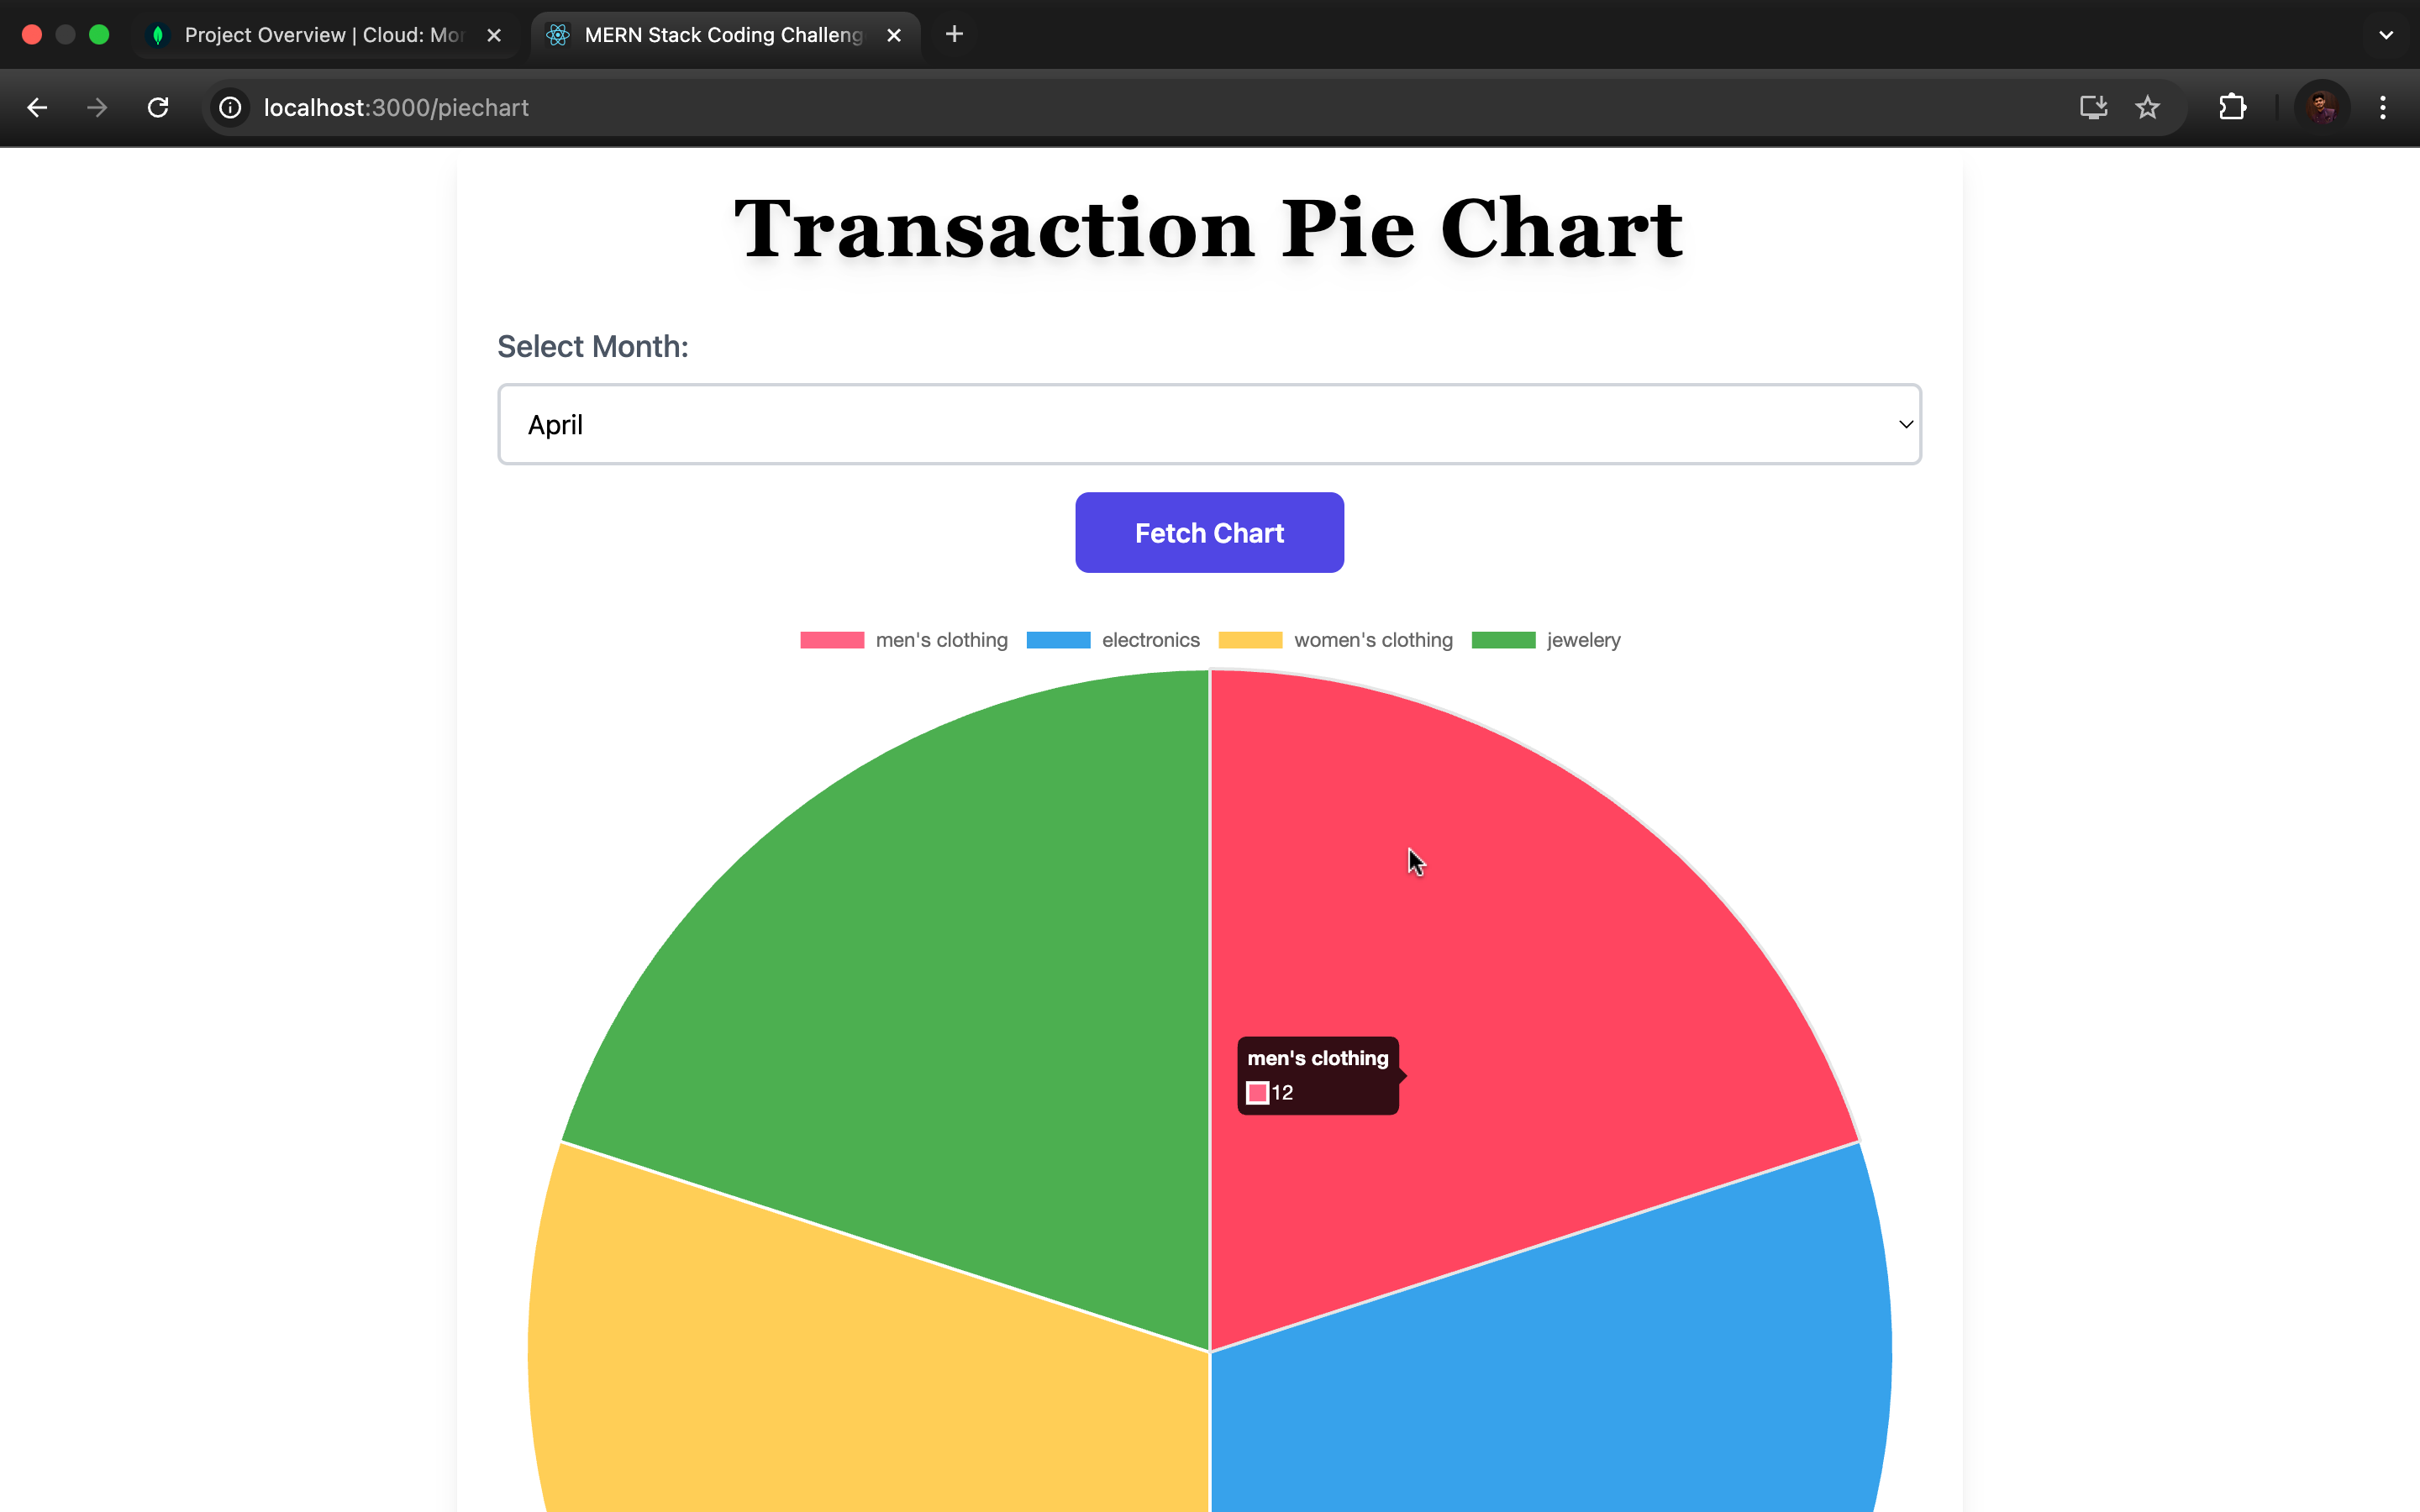 Project Overview | Cloud: Mon
MERN Stack Coding Challeng
localhost:3000/piechart
Transaction Pie Chart
Select Month:
April
Fetch Chart
men's clothing electronics women's clothing jewelery
men's clothing
12